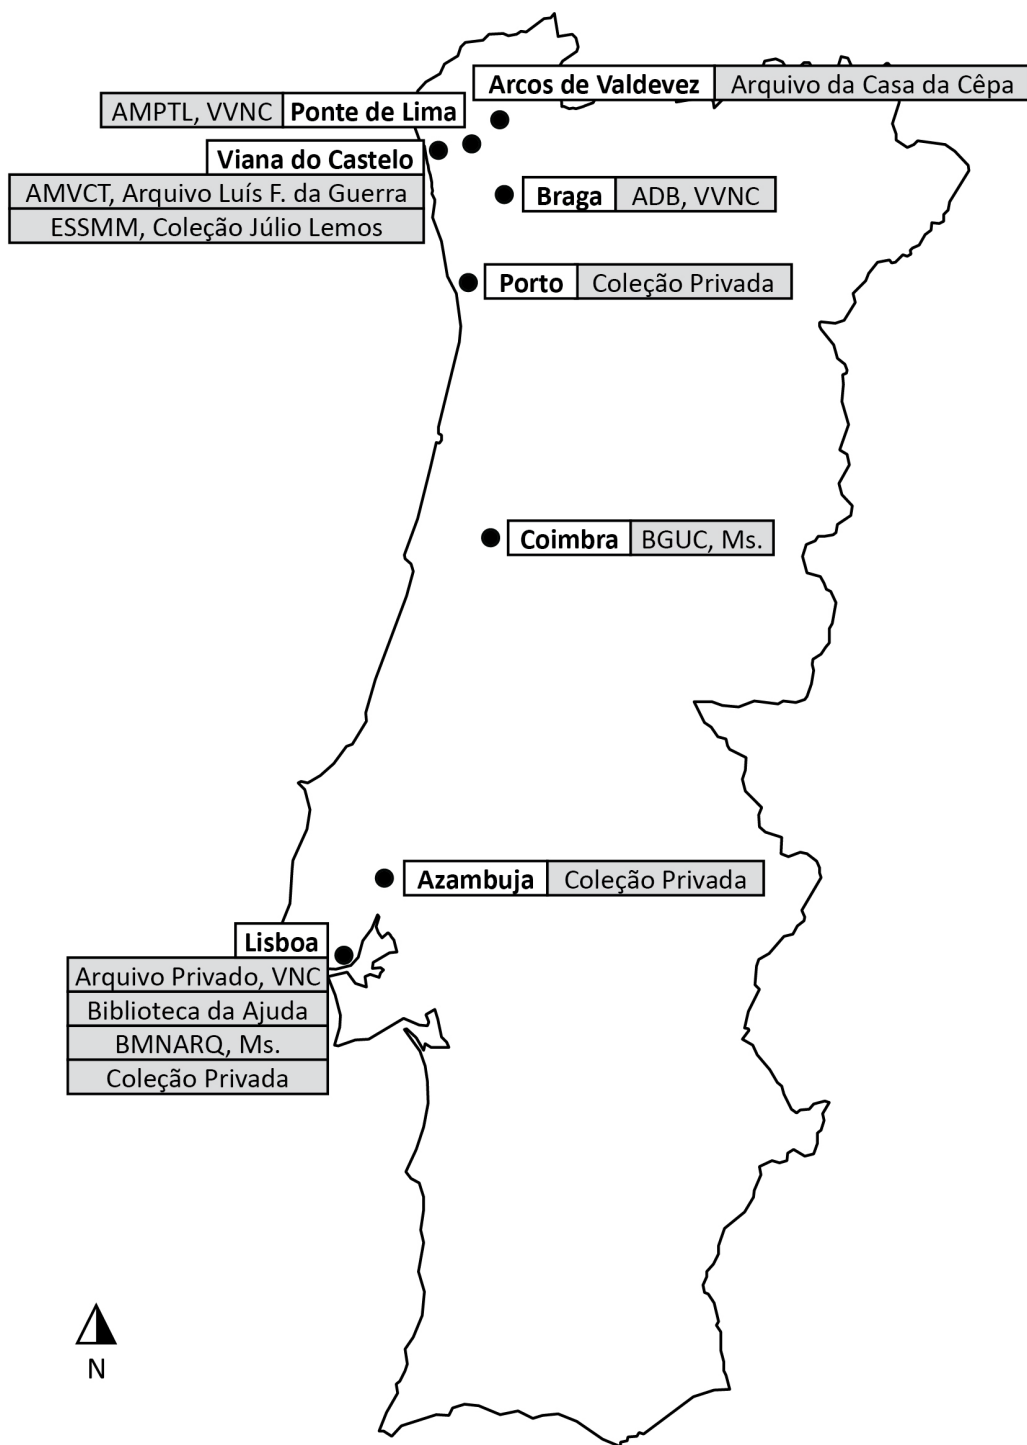 Arcos de Valdevez Arquivo da Casa da Cêpa
AMPTL, VVNC Ponte de Lima
Viana do Castelo
AMVCT, Arquivo Luís F. da Guerra
ESSMM, Coleção Júlio Lemos
Braga ADB, VVNC
Porto Coleção Privada
Coimbra BGUC, Ms.
Azambuja Coleção Privada
Lisboa
Arquivo Privado, VNC
Biblioteca da Ajuda
BMNARQ, Ms.
Coleção Privada
N